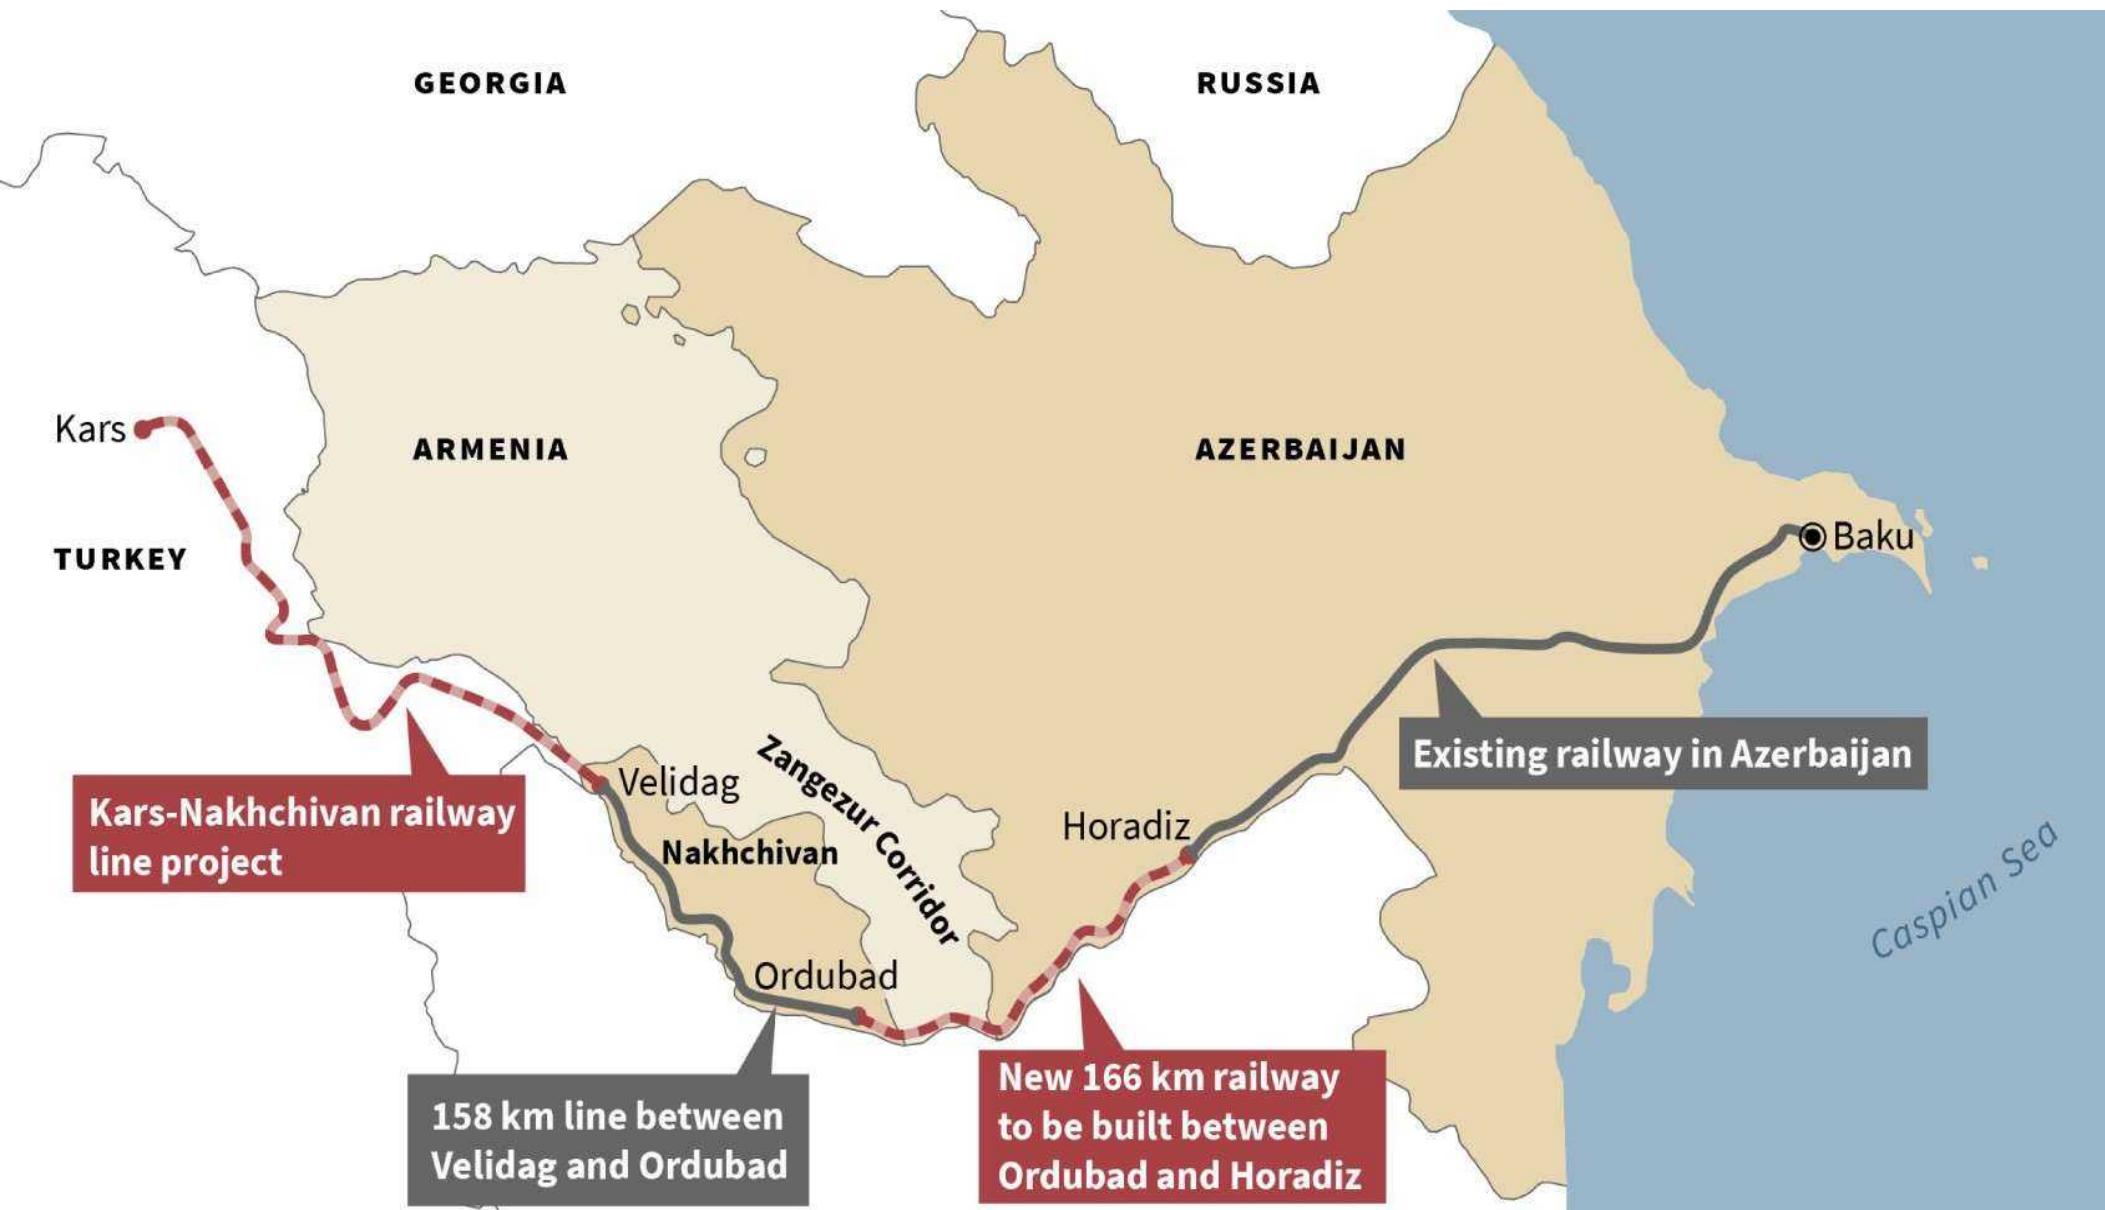 GEORGIA
RUSSIA
Kars
ARMENIA
AZERBAIJAN
TURKEY
Baku
Existing railway in Azerbaijan
Zangezur Corridor
Velidag
Kars-Nakhchivan railway
line project
Horadiz
Nakhchivan
Caspian Sea
Ordubad
158 km line between
Velidag and Ordubad
New 166 km railway
to be built between
Ordubad and Horadiz